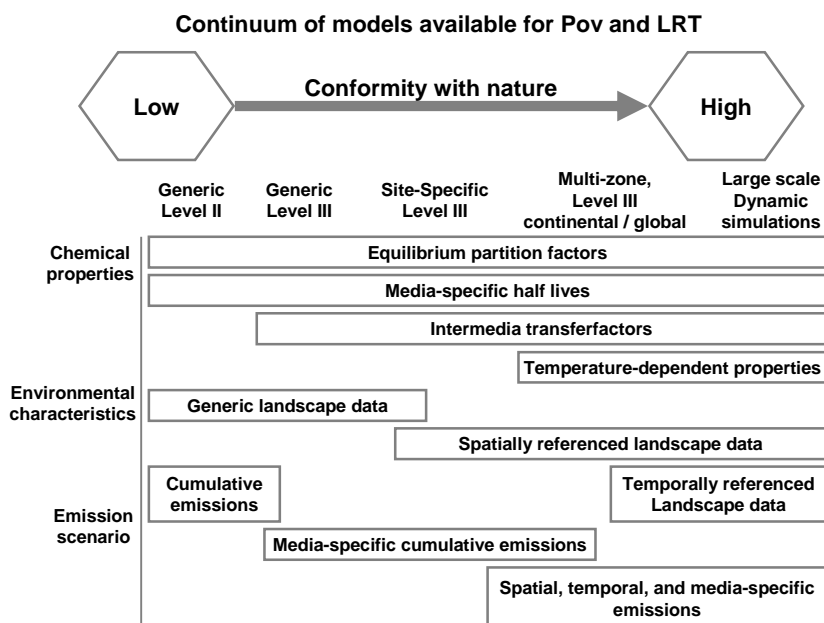 Continuum of models available for Pov and LRT
Low
Conformity with nature
High
Generic
Level II
Generic
Level III
Site-Specific
Level III
Multi-zone,
Level III
continental / global
Large scale
Dynamic
simulations
Chemical
properties
Equilibrium partition factors
Media-specific half lives
Intermedia transferfactors
Temperature-dependent properties
Environmental
characteristics
Generic landscape data
Spatially referenced landscape data
Emission
scenario
Cumulative
emissions
Temporally referenced
Landscape data
Media-specific cumulative emissions
Spatial, temporal, and media-specific
emissions